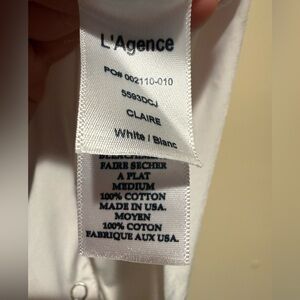 L'Agence
PO# 002110-010
5593DCJ
CLAIRE
White / Blanc
FAIRE SECHER
A PLAT
MEDIUM
100% COTTON
MADE IN USA.
MOYEN
100% COTON
FABRIQUE AUX USA.